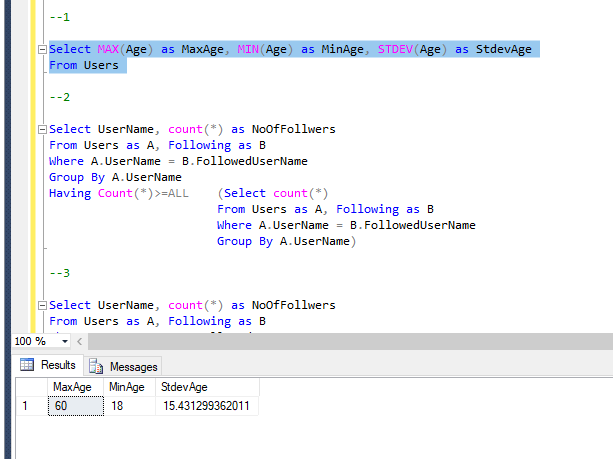 --1
Select MAX(Age) as MaxAge, MIN(Age) as MinAge, STDEV(Age) as StdevAge
From Users
--2
Select UserName, count(*) as NoOfFollwers
From Users as A, Following as B
Where A.UserName = B.FollowedUserName
Group By A.UserName
Having Count(*)>=ALL (Select count(*)
From Users as A, Following as B
Where A.UserName = B.FollowedUserName
Group By A.UserName)
--3
Select UserName, count(*) as NoOfFollwers
From Users as A, Following as B
100 %
Results Messages
MaxAge MinAge StdevAge
1 60 18 15.431299362011